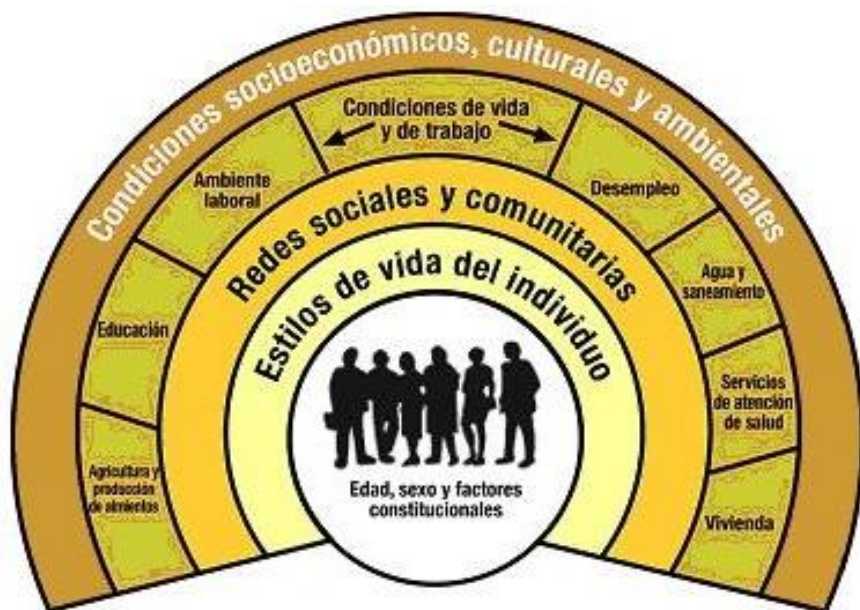 Condiciones socioeconómicos, culturales y ambientales
Condiciones de vida
y de trabajo
Ambiente
laboral
Desempleo
Redes sociales y comunitarias
Agua y
saneamiento
Estilos de vida del individuo
Educación
Servicios
de atención
de salud
Agricultura y
producción
de almientos
Edad, sexo y factores
constitucionales
Vivienda